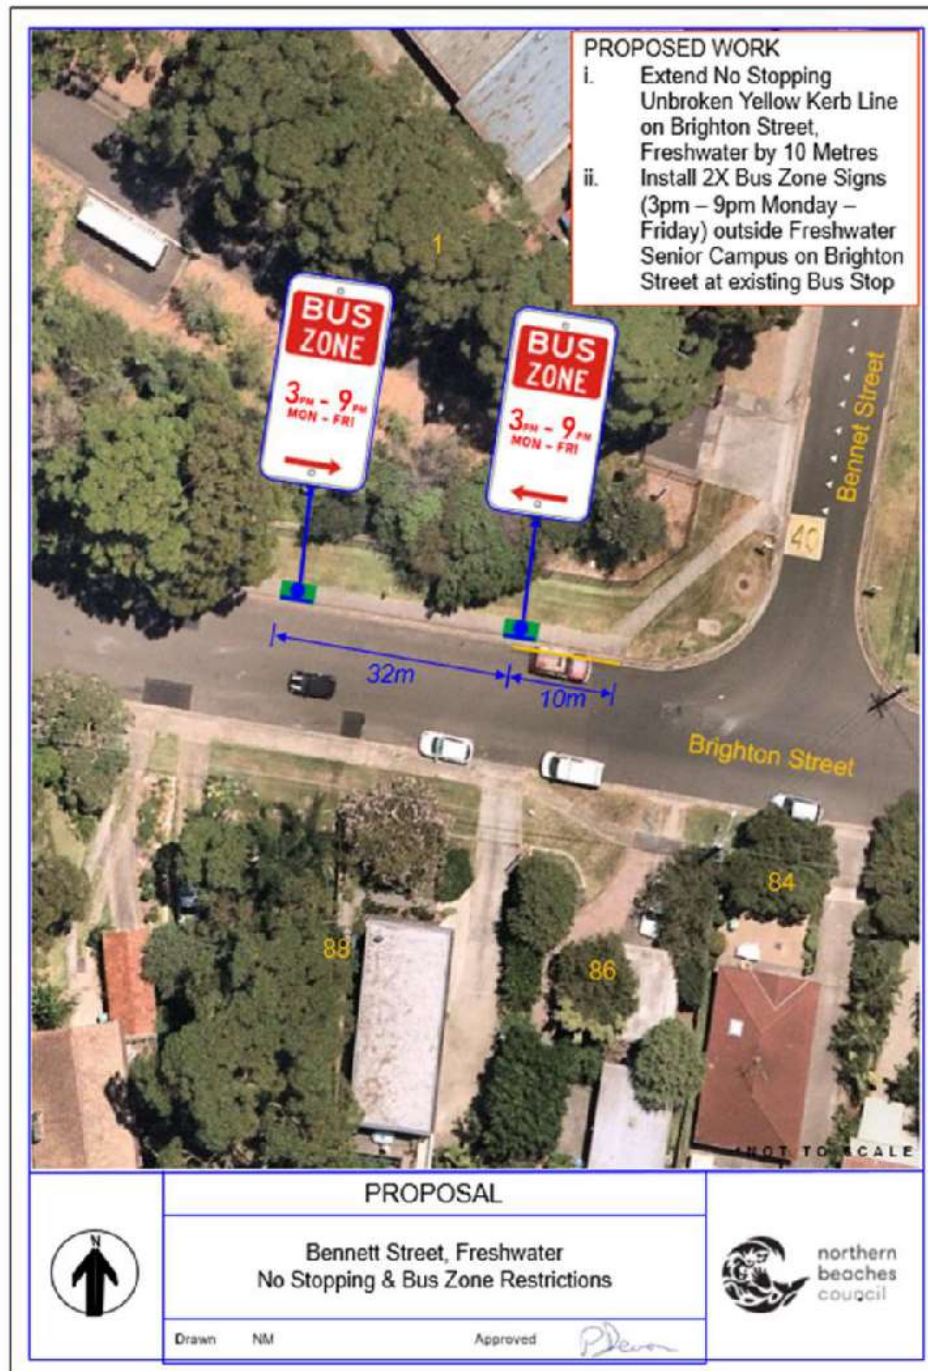 PROPOSED WORK
i. Extend No Stopping
Unbroken Yellow Kerb Line
on Brighton Street,
Freshwater by 10 Metres
ii. Install 2X Bus Zone Signs
(3pm – 9pm Monday –
Friday) outside Freshwater
Senior Campus on Brighton
Street at existing Bus Stop
1
BUS
ZONE
3PM - 9PM
MON - FRI
BUS
ZONE
3PM - 9PM
MON - FRI
Bennet Street
40
32m
10m
Brighton Street
84
88
86
NOT TO SCALE
PROPOSAL
Bennett Street, Freshwater
No Stopping & Bus Zone Restrictions
N
northern
beaches
council
Drawn NM Approved